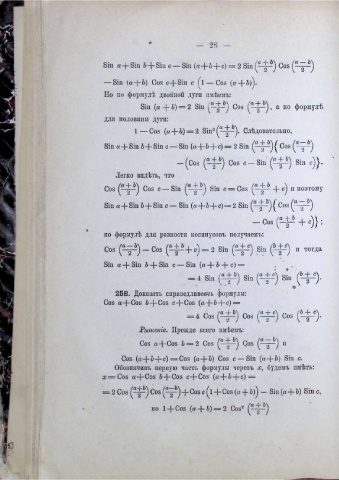 — 28 —
Sin a + Sin b + Sin c — Sin (a + b + c) = 2 Sin ((a + b)/2) Cos ((a — b)/2)
— Sin (a + b) Cos c + Sin c (1 — Cos (a + b)).
Но по формулѣ двойной дуги имѣемъ:
Sin (a + b) = 2 Sin ((a + b)/2) Cos ((a + b)/2), а по формулѣ
для половины дуги:
1 — Cos (a + b) = 2 Sin² ((a + b)/2). Слѣдовательно,
Sin a + Sin b + Sin c — Sin (a + b + c) = 2 Sin ((a + b)/2) { Cos ((a — b)/2)
— (Cos ((a + b)/2) Cos c — Sin ((a + b)/2) Sin c)}.
Легко видѣть, что
Cos ((a + b)/2) Cos c — Sin ((a + b)/2) Sin c = Cos ((a + b)/2 + c) и поэтому
Sin a + Sin b + Sin c — Sin (a + b + c) = 2 Sin ((a + b)/2) { Cos ((a — b)/2)
— Cos ((a + b)/2 + c)};
по формулѣ для разности косинусовъ получаемъ:
Cos ((a — b)/2) — Cos ((a + b)/2 + c) = 2 Sin ((a + c)/2) Sin ((b + c)/2) и тогда
Sin a + Sin b + Sin c — Sin (a + b + c) =
= 4 Sin ((a + b)/2) Sin ((a + c)/2) Sin ((b + c)/2).
258. Доказать справедливость формулы:
Cos a + Cos b + Cos c + Cos (a + b + c) =
= 4 Cos ((a + b)/2) Cos ((a + c)/2) Cos ((b + c)/2).
Рѣшеніе. Прежде всего имѣемъ:
Cos a + Cos b = 2 Cos ((a + b)/2) Cos ((a — b)/2) и
Cos (a + b + c) = Cos (a + b) Cos c — Sin (a + b) Sin c.
Обозначивъ первую часть формулы черезъ x, будемъ имѣть:
x = Cos a + Cos b + Cos c + Cos (a + b + c) =
= 2 Cos ((a + b)/2) Cos ((a — b)/2) + Cos c (1 + Cos (a + b)) — Sin (a + b) Sin c,
но 1 + Cos (a + b) = 2 Cos² ((a + b)/2)